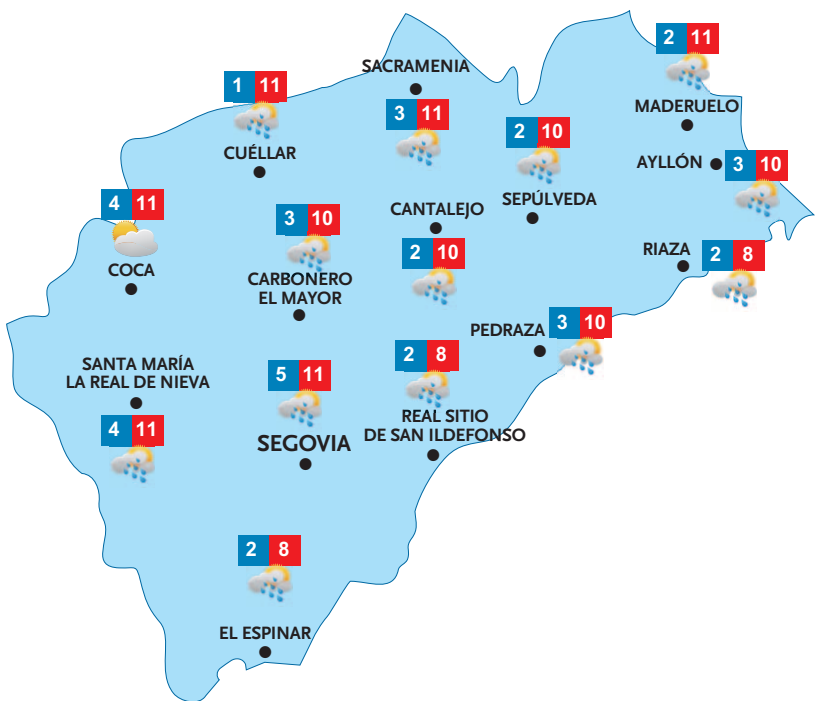 2 11
MADERUELO
SACRAMENIA
3 11
1 11
CUÉLLAR
2 10
SEPÚLVEDA
AYLLÓN
3 10
4 11
COCA
3 10
CARBONERO
EL MAYOR
CANTALEJO
2 10
RIAZA
2 8
PEDRAZA
3 10
SANTA MARÍA
LA REAL DE NIEVA
4 11
5 11
SEGOVIA
2 8
REAL SITIO
DE SAN ILDEFONSO
2 8
EL ESPINAR